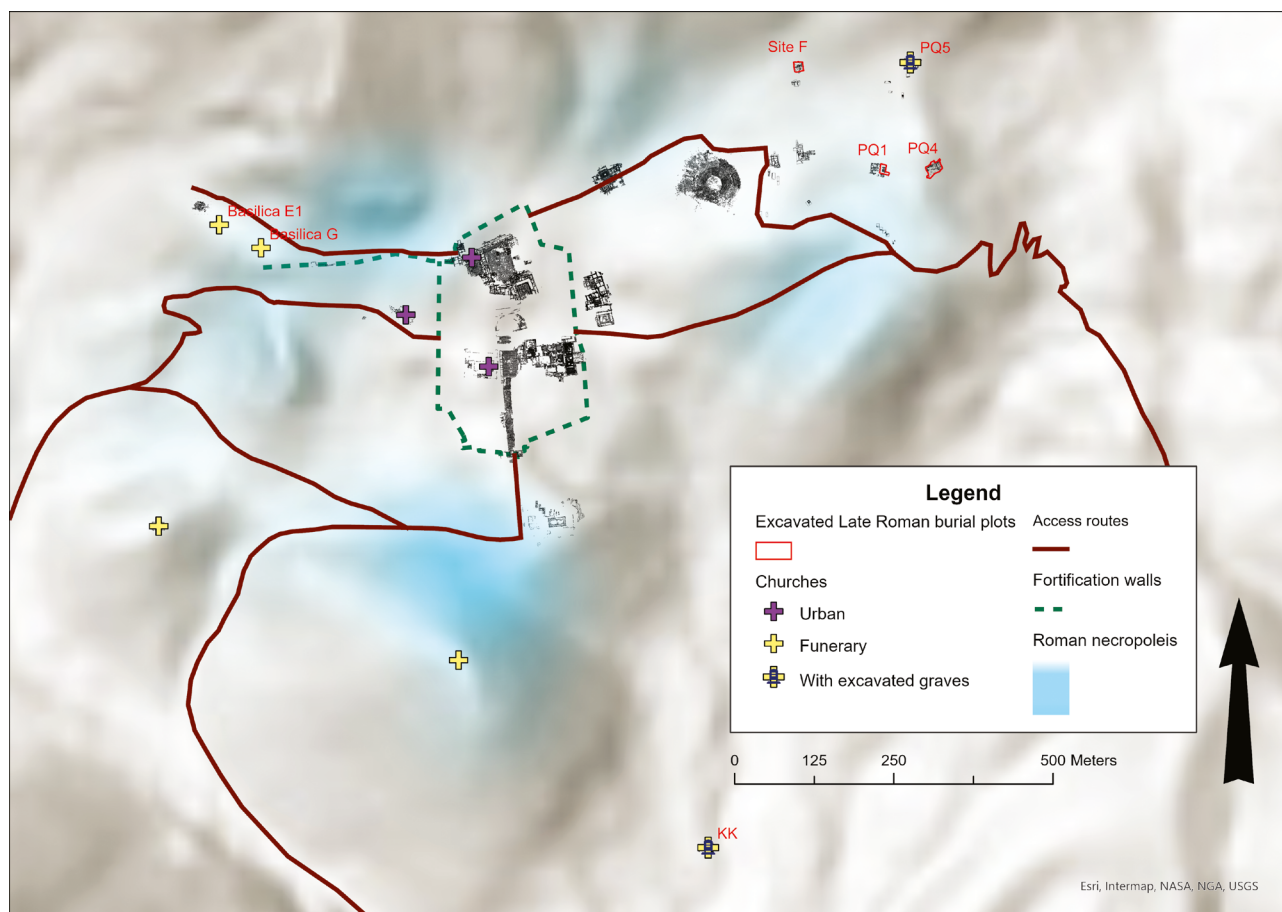 Site F
PQ5
PQ1
PQ4
Basilica E1
Basilica G
Legend
Excavated Late Roman burial plots
Churches
Urban
Funerary
With excavated graves
Access routes
Fortification walls
Roman necropoleis
0 125 250 500 Meters
KK
Esri, Intermap, NASA, NGA, USGS